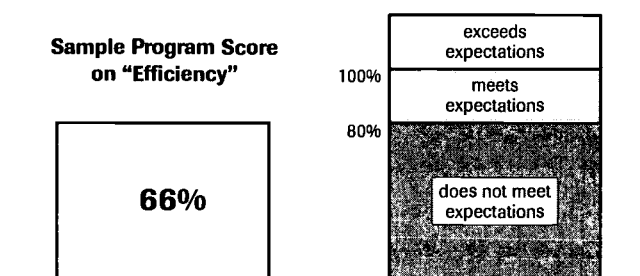 Sample Program Score
on “Efficiency”
66%
exceeds
expectations
100%
meets
expectations
80%
does not meet
expectations